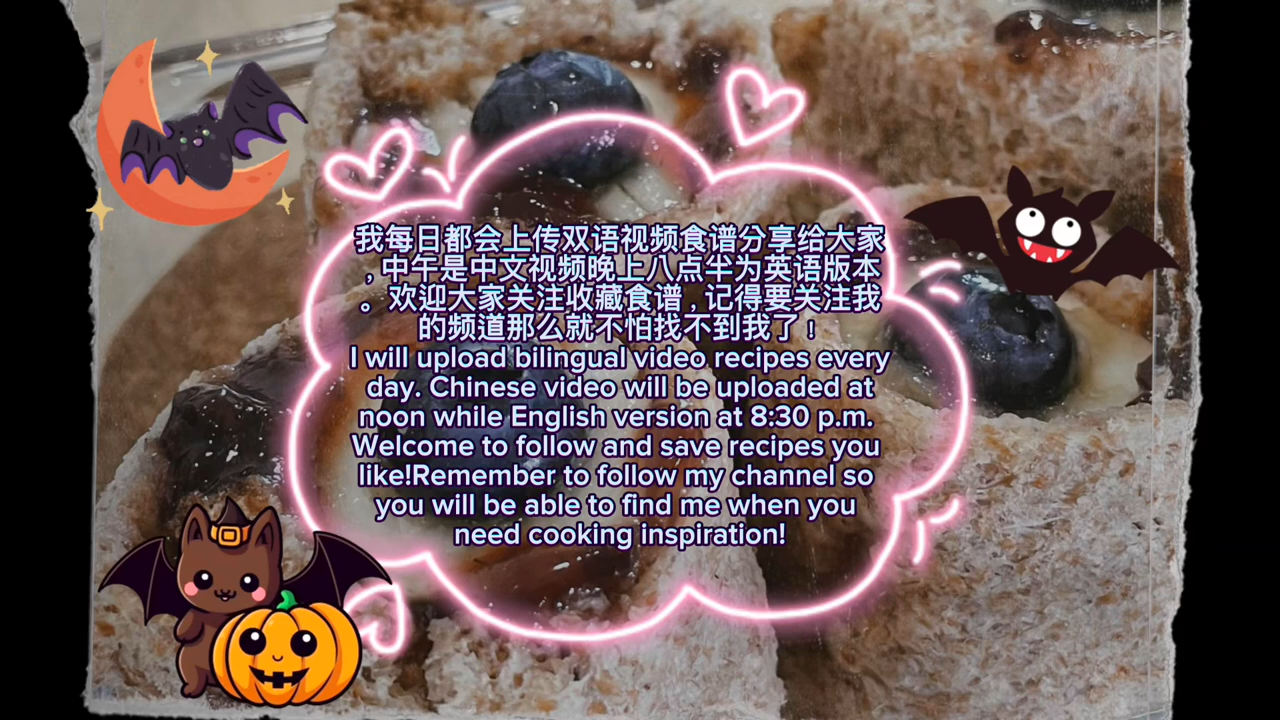 我每日都会上传双语视频食谱分享给大家
，中午是中文视频晚上八点半为英语版本
。欢迎大家关注收藏食谱，记得要关注我
的频道那么就不怕找不到我了！
I will upload bilingual video recipes every
day. Chinese video will be uploaded at
noon while English version at 8:30 p.m.
Welcome to follow and save recipes you
like!Remember to follow my channel so
you will be able to find me when you
need cooking inspiration!